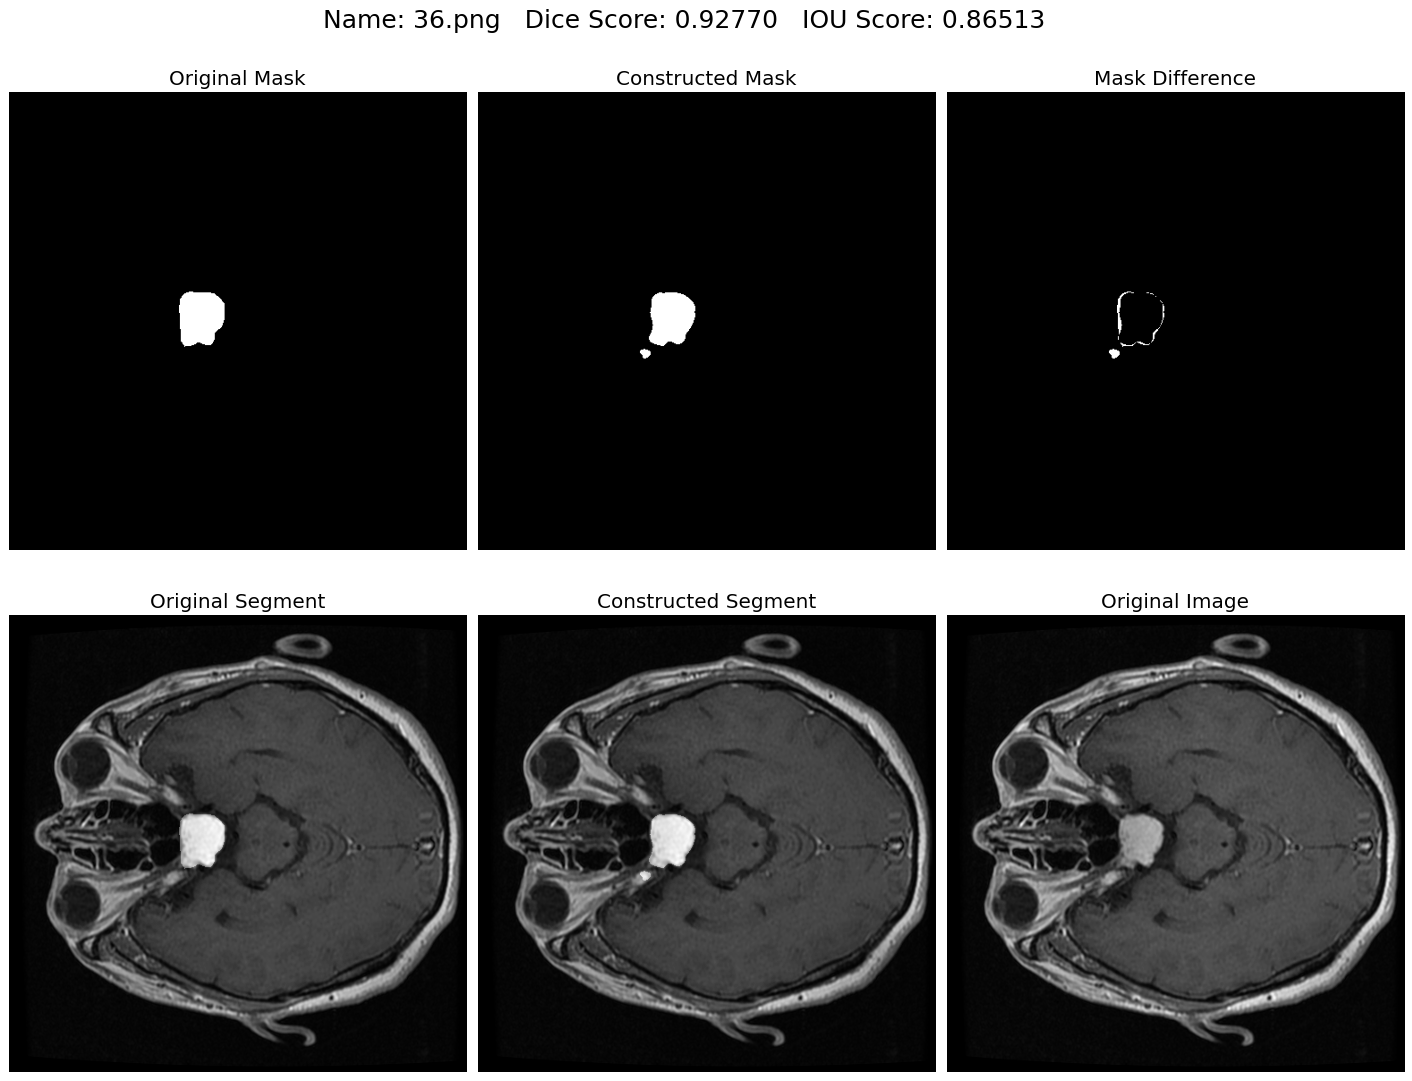 Name: 36.png   Dice Score: 0.92770   IOU Score: 0.86513
Original Mask
Constructed Mask
Mask Difference
Original Segment
Constructed Segment
Original Image